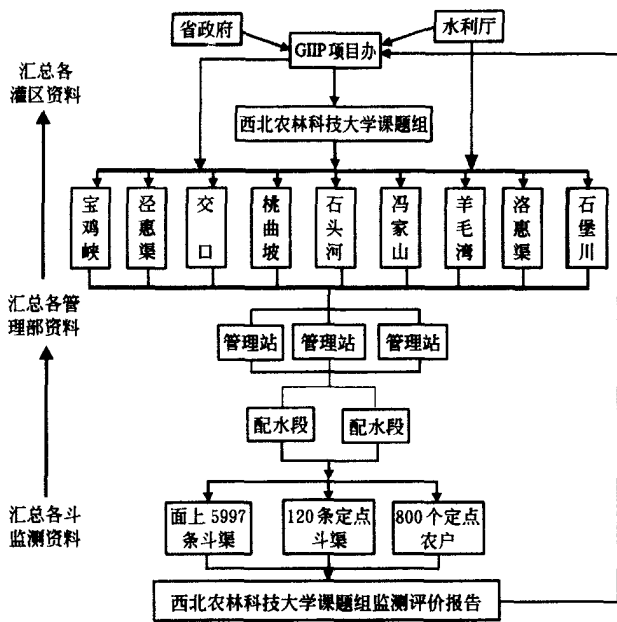 省政府
水利厅
GIIP项目办
汇总各
灌区资料
西北农林科技大学课题组
宝鸡峡
泾惠渠
交口
桃曲坡
石头河
冯家山
羊毛湾
洛惠渠
石堡川
汇总各管
理部资料
管理站
管理站
管理站
配水段
配水段
汇总各斗
监测资料
面上5997
条斗渠
120条定点
斗渠
800个定点
农户
西北农林科技大学课题组监测评价报告